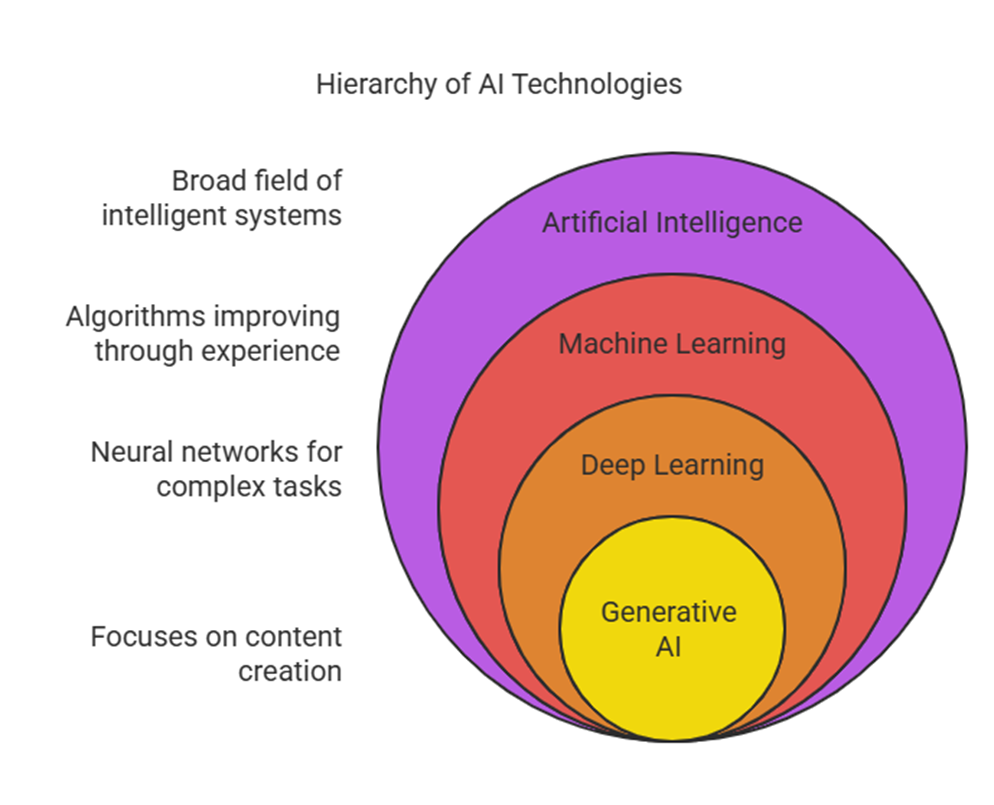 Hierarchy of AI Technologies
Broad field of
intelligent systems
Artificial Intelligence
Algorithms improving
through experience
Machine Learning
Neural networks for
complex tasks
Deep Learning
Focuses on content
creation
Generative
AI